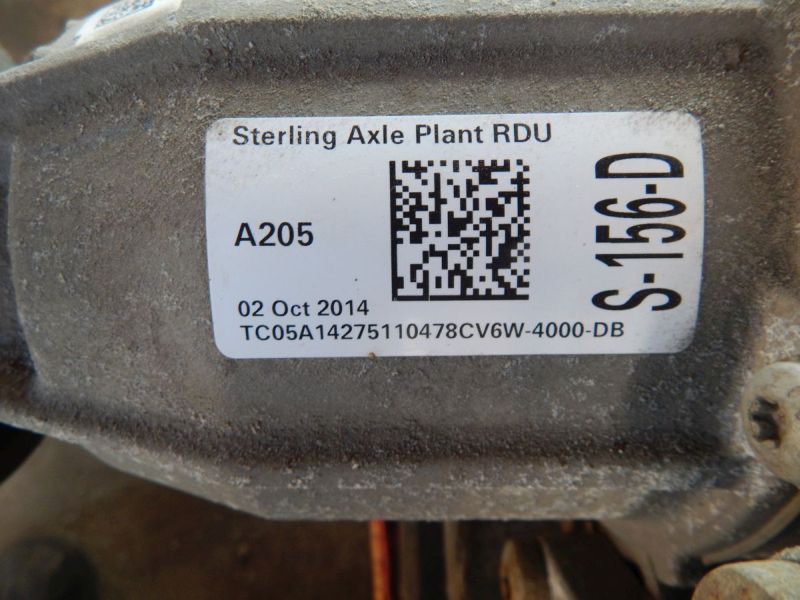 Sterling Axle Plant RDU
A205
S-156-D
02 Oct 2014
TC05A14275110478CV6W-4000-DB